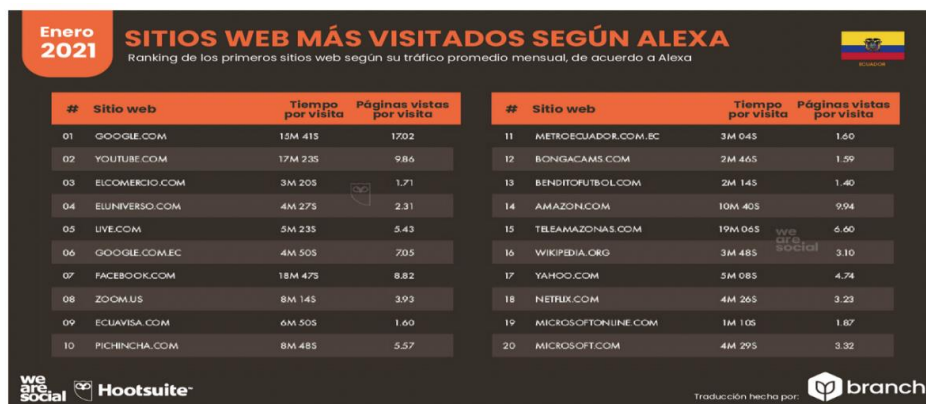 Enero
2021
SITIOS WEB MÁS VISITADOS SEGÚN ALEXA
Ranking de los primeros sitios web según su tráfico promedio mensual, de acuerdo a Alexa
ECUADOR
# Sitio web Tiempo por visita Páginas vistas por visita
01 GOOGLE.COM 15M 41S 17.02
02 YOUTUBE.COM 17M 23S 9.86
03 ELCOMERCIO.COM 3M 20S 1.71
04 ELUNIVERSO.COM 4M 27S 2.31
05 LIVE.COM 5M 23S 5.43
06 GOOGLE.COM.EC 4M 50S 7.05
07 FACEBOOK.COM 18M 47S 8.82
08 ZOOM.US 8M 14S 3.93
09 ECUAVISA.COM 6M 50S 1.60
10 PICHINCHA.COM 8M 48S 5.57
# Sitio web Tiempo por visita Páginas vistas por visita
11 METROECUADOR.COM.EC 3M 04S 1.60
12 BONGACAMS.COM 2M 46S 1.59
13 BENDITOFUTBOL.COM 2M 14S 1.40
14 AMAZON.COM 10M 40S 9.94
15 TELEAMAZONAS.COM 19M 06S 6.60
16 WIKIPEDIA.ORG 3M 48S 3.10
17 YAHOO.COM 5M 08S 4.74
18 NETFLIX.COM 4M 26S 3.23
19 MICROSOFTONLINE.COM 1M 10S 1.87
20 MICROSOFT.COM 4M 29S 3.32
we
are
social
we
are
social
Hootsuite™
Traducción hecha por:
branch